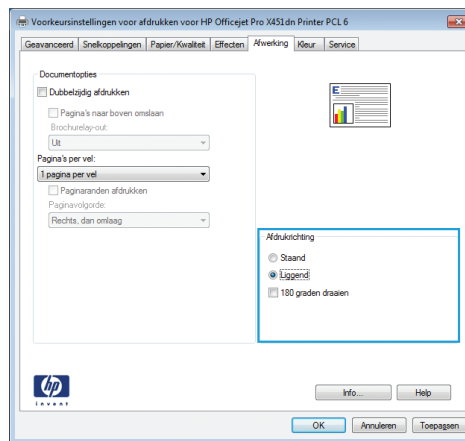 Voorkeursinstellingen voor afdrukken voor HP Officejet Pro X451dn Printer PCL 6
Geavanceerd Snelkoppelingen Papier/Kwaliteit Effecten Afwerking Kleur Service
Documentopties
Dubbelzijdig afdrukken
Pagina's naar boven omslaan
Brochurelay-out:
Uit
Pagina's per vel:
1 pagina per vel
Paginaranden afdrukken
Paginavolgorde:
Rechts, dan omlaag
E
Afdrukrichting
Staand
Liggend
180 graden draaien
hp
invent
Info... Help
OK Annuleren Toepassen